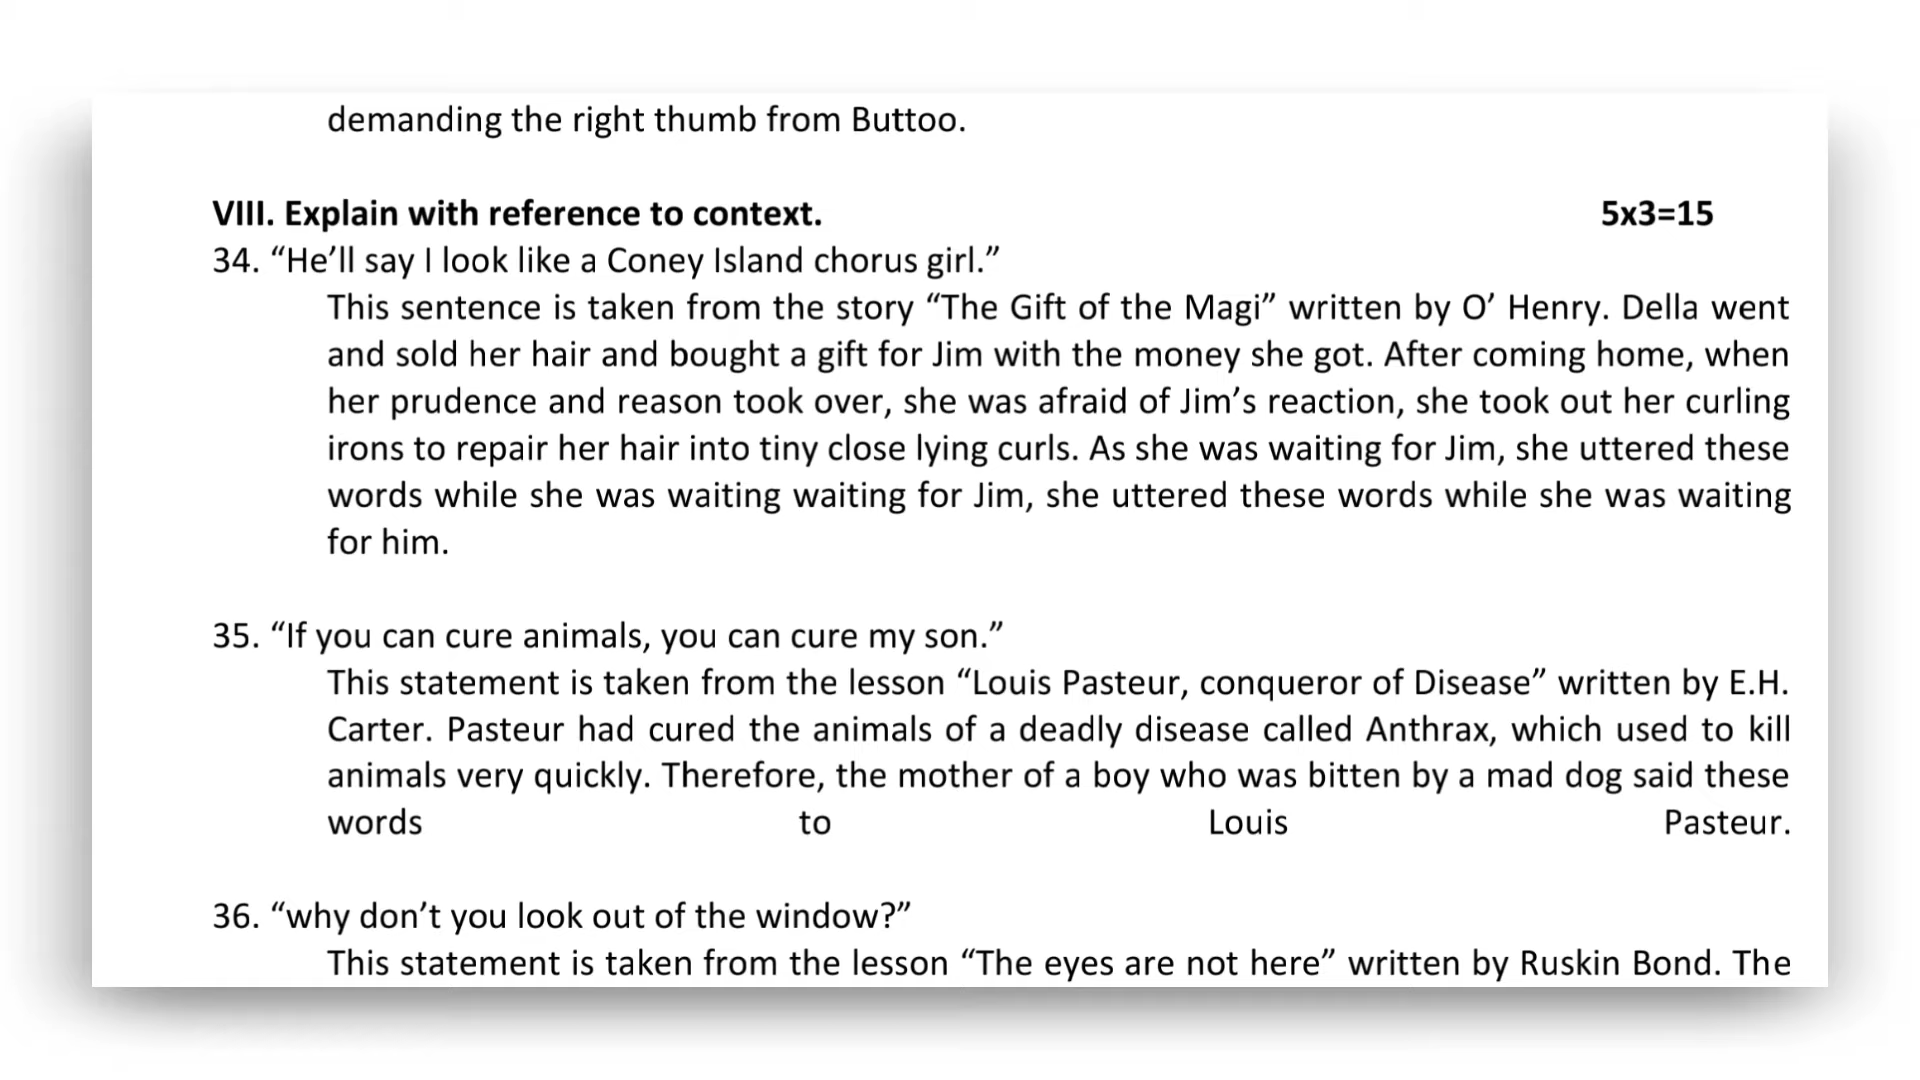 demanding the right thumb from Buttoo.
VIII. Explain with reference to context. 5x3=15
34. “He’ll say I look like a Coney Island chorus girl.”
This sentence is taken from the story “The Gift of the Magi” written by O’ Henry. Della went
and sold her hair and bought a gift for Jim with the money she got. After coming home, when
her prudence and reason took over, she was afraid of Jim’s reaction, she took out her curling
irons to repair her hair into tiny close lying curls. As she was waiting for Jim, she uttered these
words while she was waiting waiting for Jim, she uttered these words while she was waiting
for him.
35. “If you can cure animals, you can cure my son.”
This statement is taken from the lesson “Louis Pasteur, conqueror of Disease” written by E.H.
Carter. Pasteur had cured the animals of a deadly disease called Anthrax, which used to kill
animals very quickly. Therefore, the mother of a boy who was bitten by a mad dog said these
words to Louis Pasteur.
36. “why don’t you look out of the window?”
This statement is taken from the lesson “The eyes are not here” written by Ruskin Bond. The